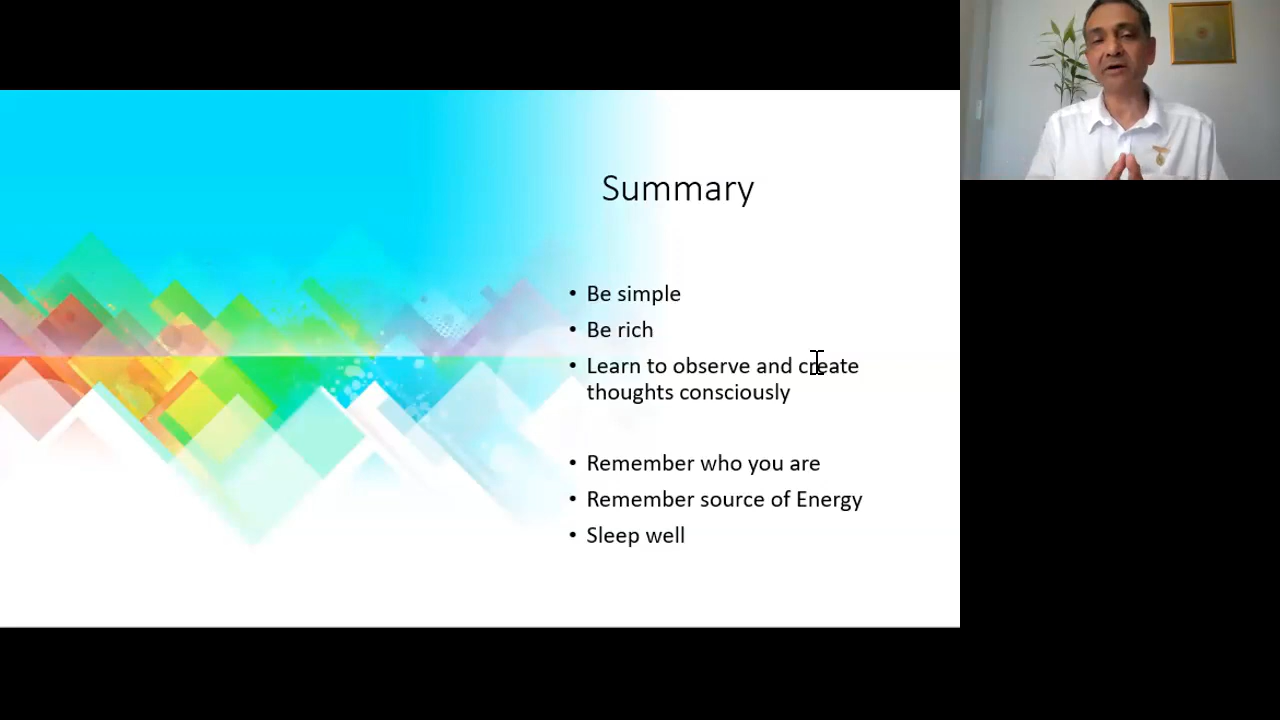 Summary
• Be simple
• Be rich
• Learn to observe and create
thoughts consciously
• Remember who you are
• Remember source of Energy
• Sleep well